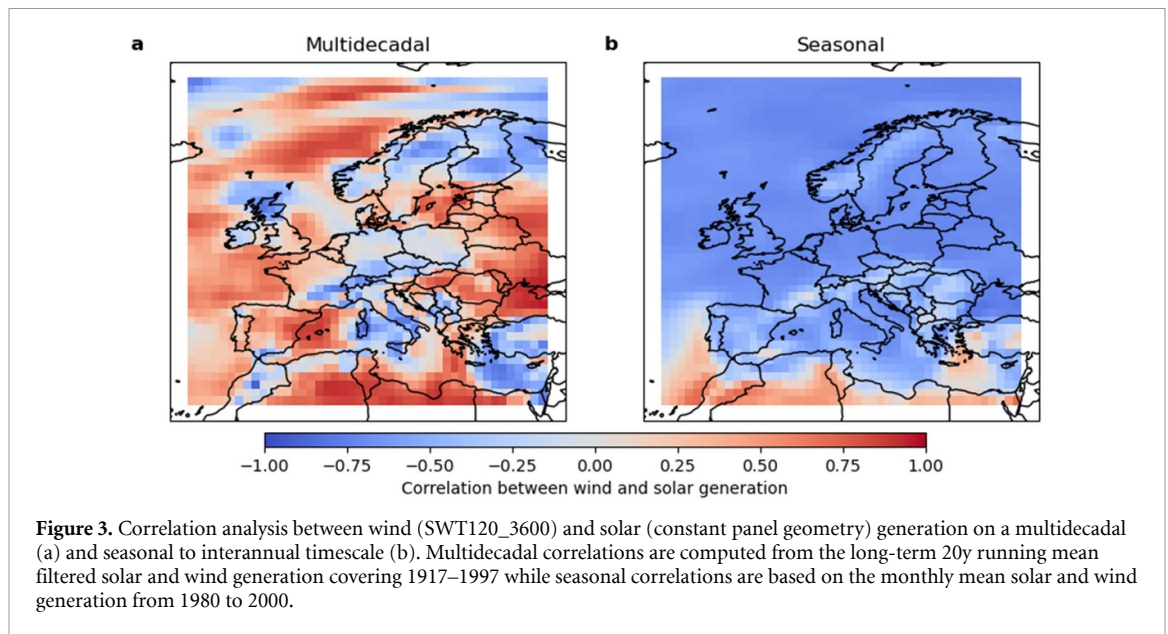 a
Multidecadal
b
Seasonal
−1.00 −0.75 −0.50 −0.25 0.00 0.25 0.50 0.75 1.00
Correlation between wind and solar generation
Figure 3. Correlation analysis between wind (SWT120_3600) and solar (constant panel geometry) generation on a multidecadal
(a) and seasonal to interannual timescale (b). Multidecadal correlations are computed from the long-term 20y running mean
filtered solar and wind generation covering 1917–1997 while seasonal correlations are based on the monthly mean solar and wind
generation from 1980 to 2000.